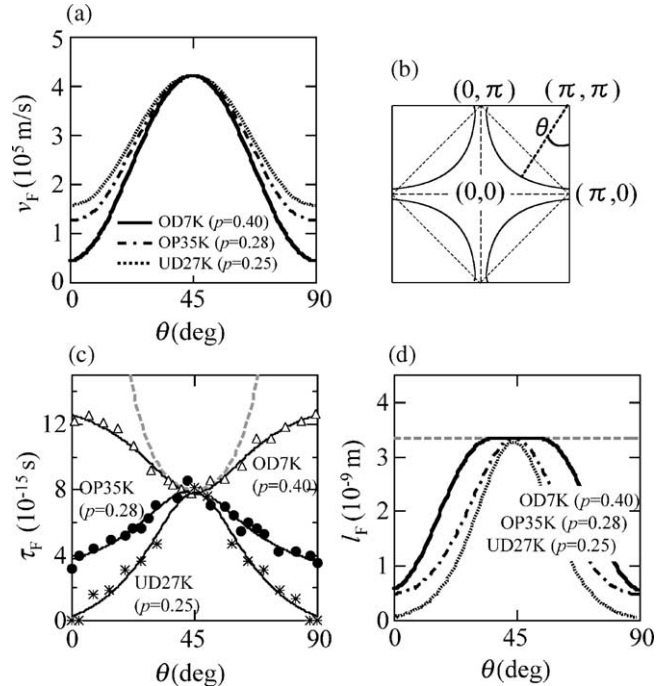 (a)
5
4
3
2
1
0
v_F (10^5 m/s)
OD7K (p=0.40)
OP35K (p=0.28)
UD27K (p=0.25)
0 45 90
θ(deg)
(b)
(0,π) (π,π)
θ
(0,0) (π,0)
(c)
12
8
4
0
τ_F (10^-15 s)
OD7K
(p=0.40)
OP35K
(p=0.28)
UD27K
(p=0.25)
0 45 90
θ(deg)
(d)
4
3
2
1
0
l_F (10^-9 m)
OD7K (p=0.40)
OP35K (p=0.28)
UD27K (p=0.25)
0 45 90
θ(deg)